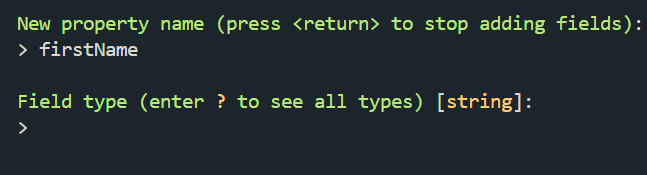 New property name (press <return> to stop adding fields):
> firstName
Field type (enter ? to see all types) [string]:
>